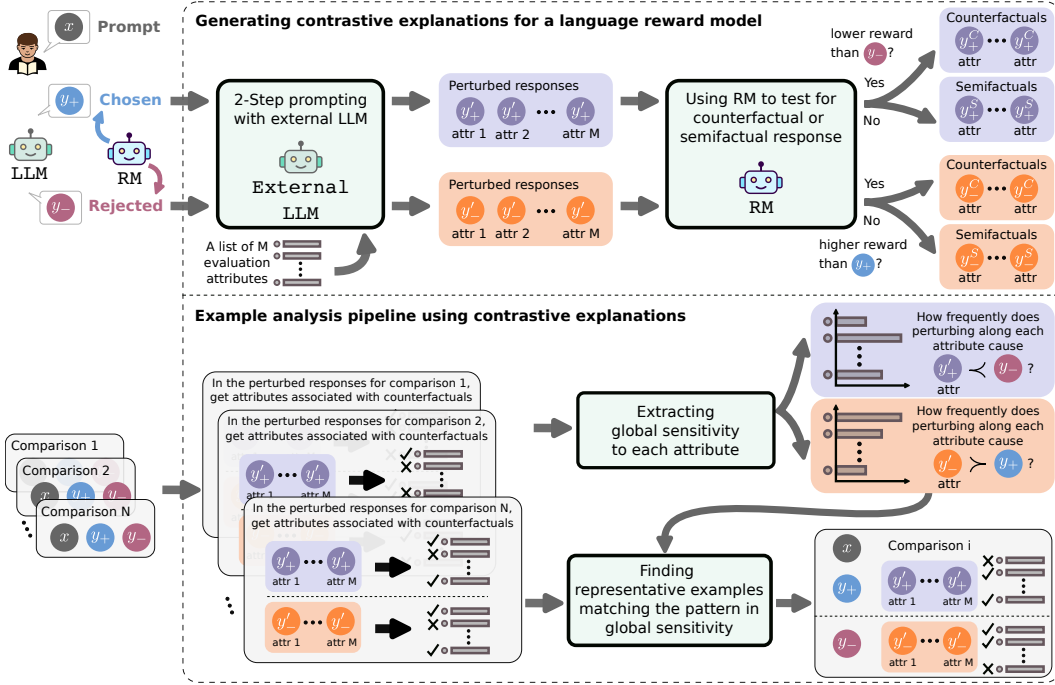 x
Prompt
y+
Chosen
LLM
RM
y−
Rejected
Generating contrastive explanations for a language reward model
2-Step prompting
with external LLM
External
LLM
A list of M
evaluation
attributes
Perturbed responses
y'+ y'+ ••• y'+
attr 1 attr 2 attr M
Perturbed responses
y'− y'− ••• y'−
attr 1 attr 2 attr M
Using RM to test for
counterfactual or
semifactual response
RM
lower reward
than y− ?
Yes
No
Counterfactuals
y+^C ••• y+^C
attr attr
Semifactuals
y+^S ••• y+^S
attr attr
Yes
No
higher reward
than y+ ?
Counterfactuals
y−^C ••• y−^C
attr attr
Semifactuals
y−^S ••• y−^S
attr attr
Example analysis pipeline using contrastive explanations
Comparison 1
Comparison 2
x y+ y−
Comparison N
x y+ y−
In the perturbed responses for comparison 1,
get attributes associated with counterfactuals
In the perturbed responses for comparison 2,
get attributes associated with counterfactuals
y'+ ••• y'+
attr 1 attr M
In the perturbed responses for comparison N,
get attributes associated with counterfactuals
y'+ ••• y'+
attr 1 attr M
y'− ••• y'−
attr 1 attr M
Extracting
global sensitivity
to each attribute
How frequently does
perturbing along each
attribute cause
y'+ ≺ y− ?
attr
How frequently does
perturbing along each
attribute cause
y'− ≻ y+ ?
attr
Finding
representative examples
matching the pattern in
global sensitivity
Comparison i
x
y+
y'+ ••• y'+
attr 1 attr M
y−
y'− ••• y'−
attr 1 attr M